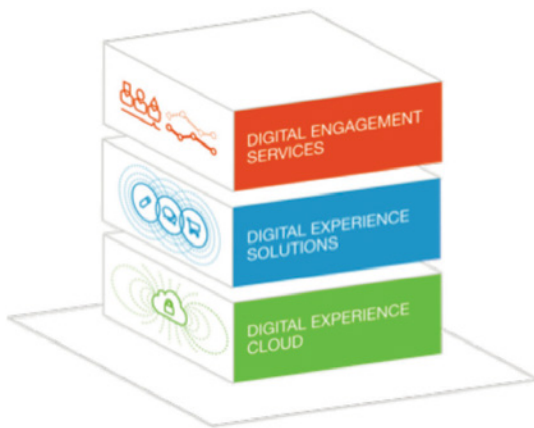 DIGITAL ENGAGEMENT
SERVICES
DIGITAL EXPERIENCE
SOLUTIONS
DIGITAL EXPERIENCE
CLOUD